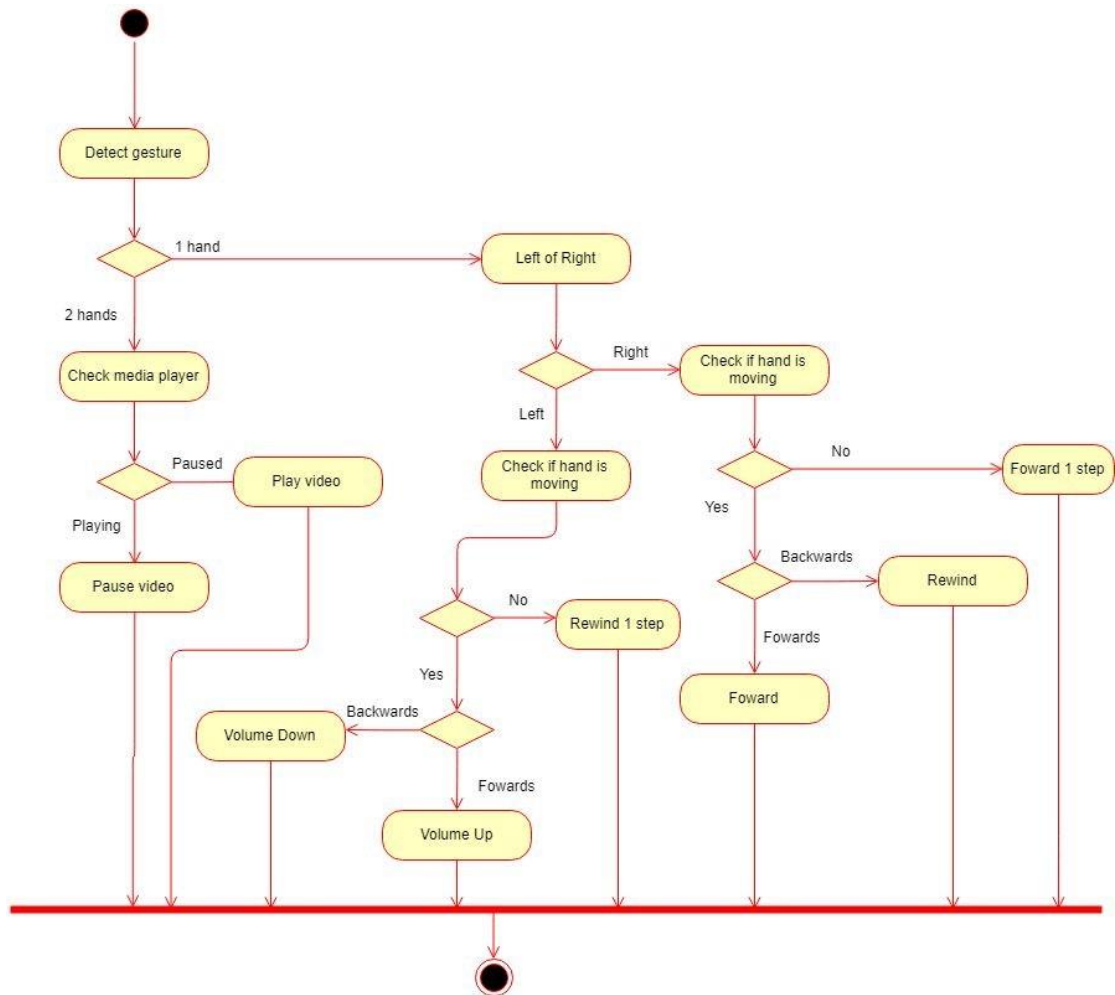 Detect gesture
1 hand
Left of Right
2 hands
Check media player
Right
Check if hand is
moving
Left
Check if hand is
moving
Paused
Play video
No
Foward 1 step
Playing
Yes
Pause video
Backwards
Rewind
No
Rewind 1 step
Fowards
Yes
Foward
Backwards
Volume Down
Fowards
Volume Up